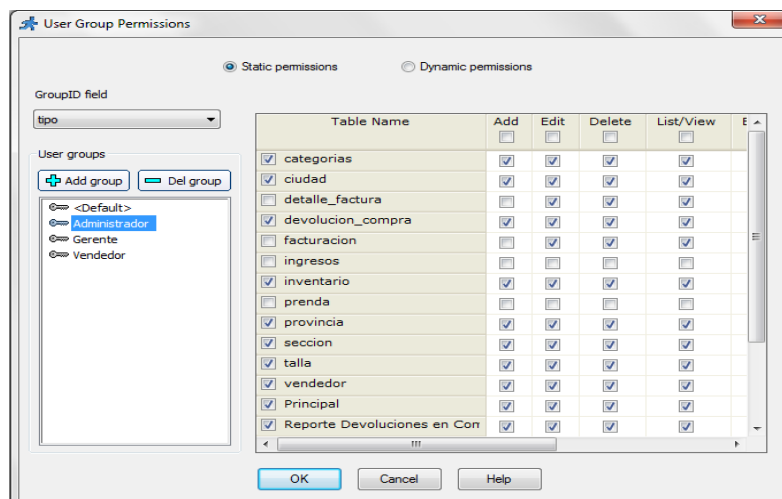 User Group Permissions
Static permissions Dynamic permissions
GroupID field
tipo
User groups
Add group Del group
<Default>
Administrador
Gerente
Vendedor
Table Name Add Edit Delete List/View E
categorias
ciudad
detalle_factura
devolucion_compra
facturacion
ingresos
inventario
prenda
provincia
seccion
talla
vendedor
Principal
Reporte Devoluciones en Com
OK Cancel Help